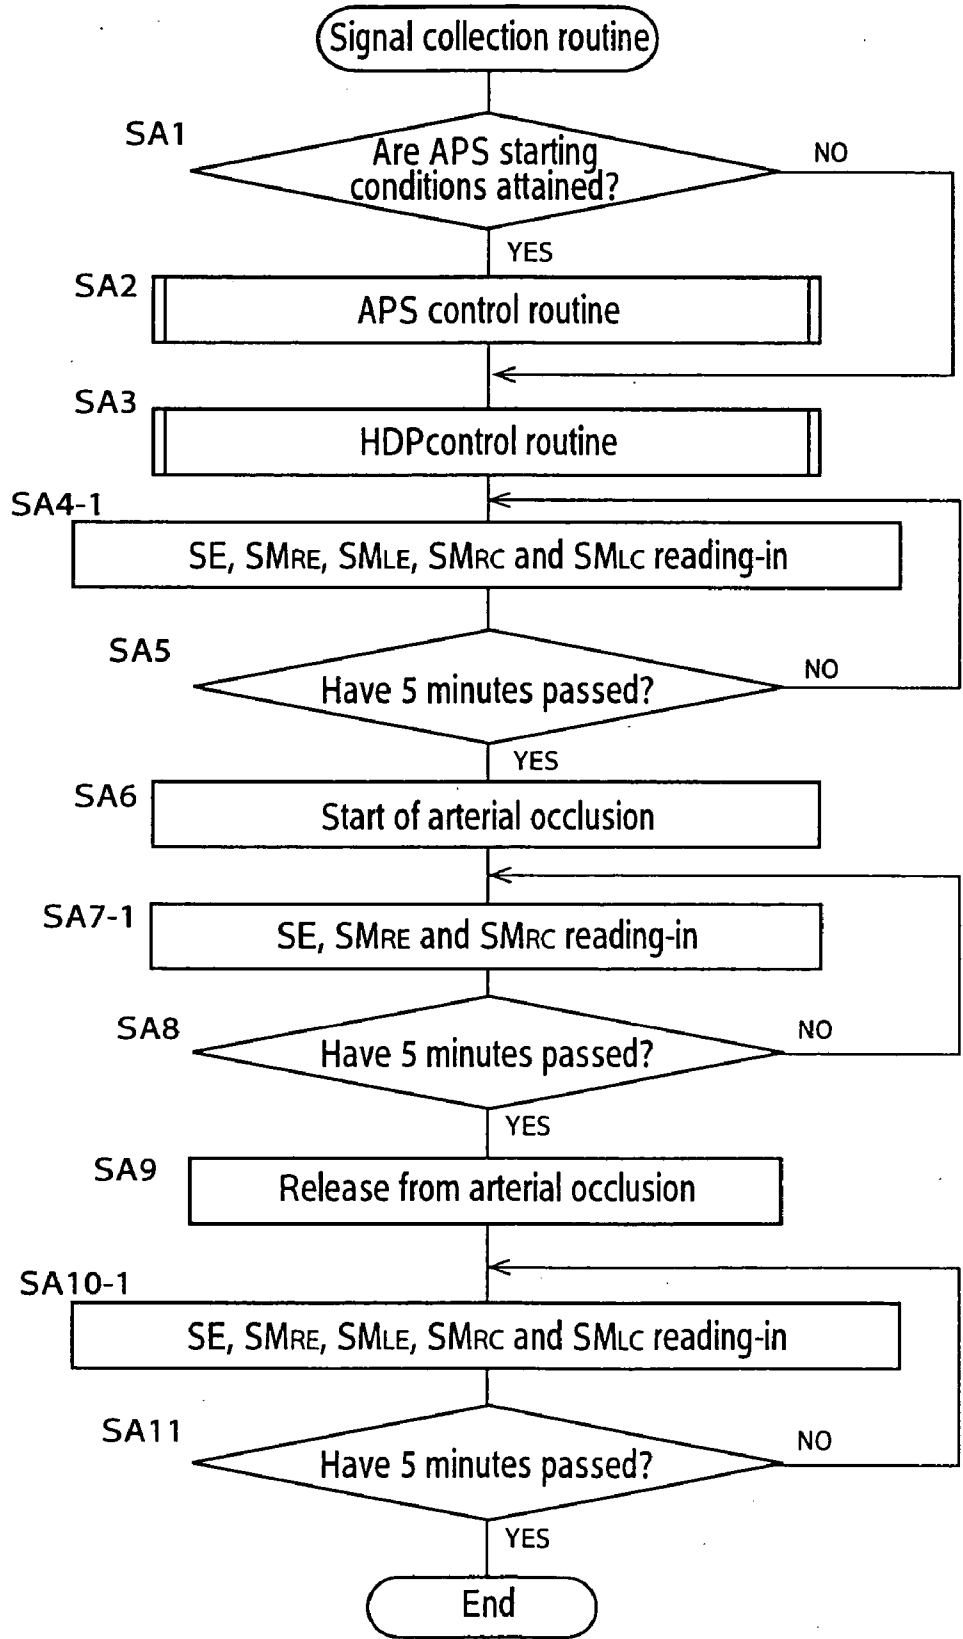 Signal collection routine
SA1
Are APS starting
conditions attained?
NO
YES
SA2
APS control routine
SA3
HDPcontrol routine
SA4-1
SE, SMRE, SMLE, SMRC and SMLC reading-in
SA5
Have 5 minutes passed?
NO
YES
SA6
Start of arterial occlusion
SA7-1
SE, SMRE and SMRC reading-in
SA8
Have 5 minutes passed?
NO
YES
SA9
Release from arterial occlusion
SA10-1
SE, SMRE, SMLE, SMRC and SMLC reading-in
SA11
Have 5 minutes passed?
NO
YES
End